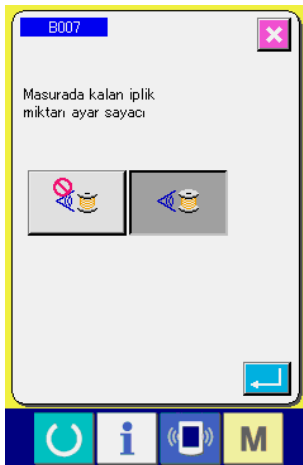 B007
Masurada kalan iplik
miktarı ayar sayacı
i
M